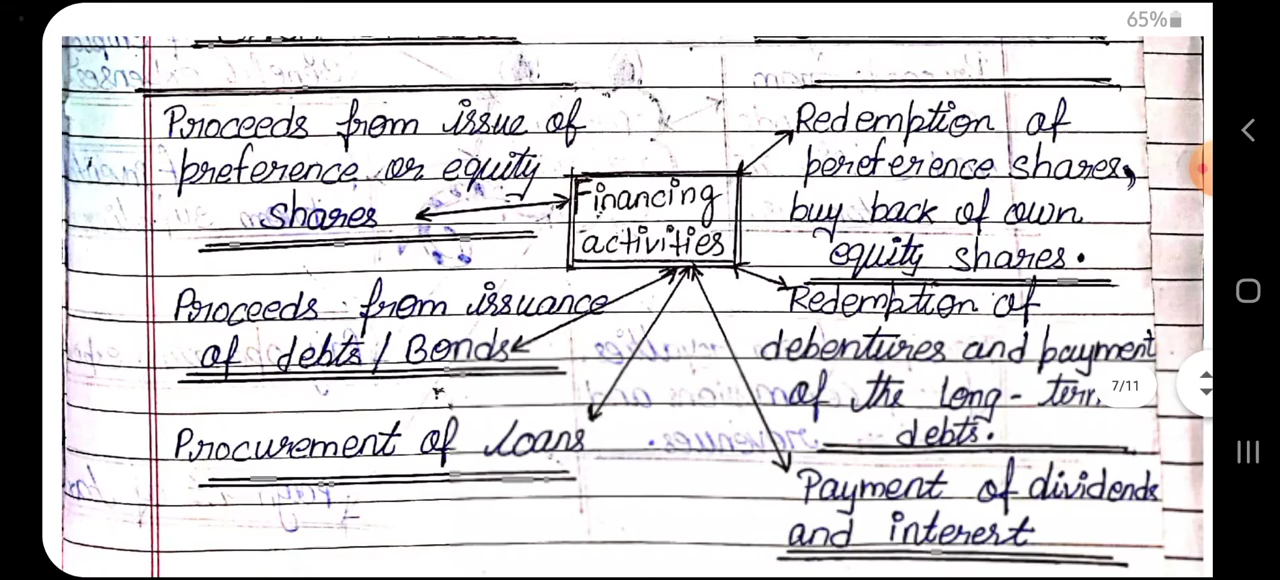 65%
Proceeds from issue of
preference or equity
shares
Financing
activities
Redemption of
pereference shares,
buy back of own
equity shares.
Proceeds from issuance
of debts / Bonds
Redemption of
debentures and payment
of the long-term
debts.
7/11
Procurement of loans
Payment of dividends
and interest